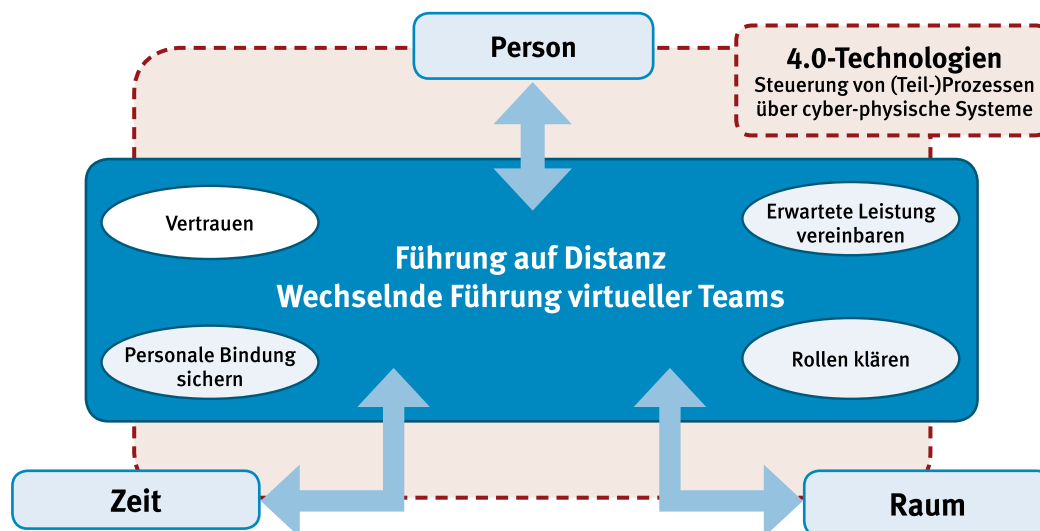 Person
4.0-Technologien
Steuerung von (Teil-)Prozessen
über cyber-physische Systeme
Vertrauen
Erwartete Leistung
vereinbaren
Führung auf Distanz
Wechselnde Führung virtueller Teams
Personale Bindung
sichern
Rollen klären
Zeit
Raum